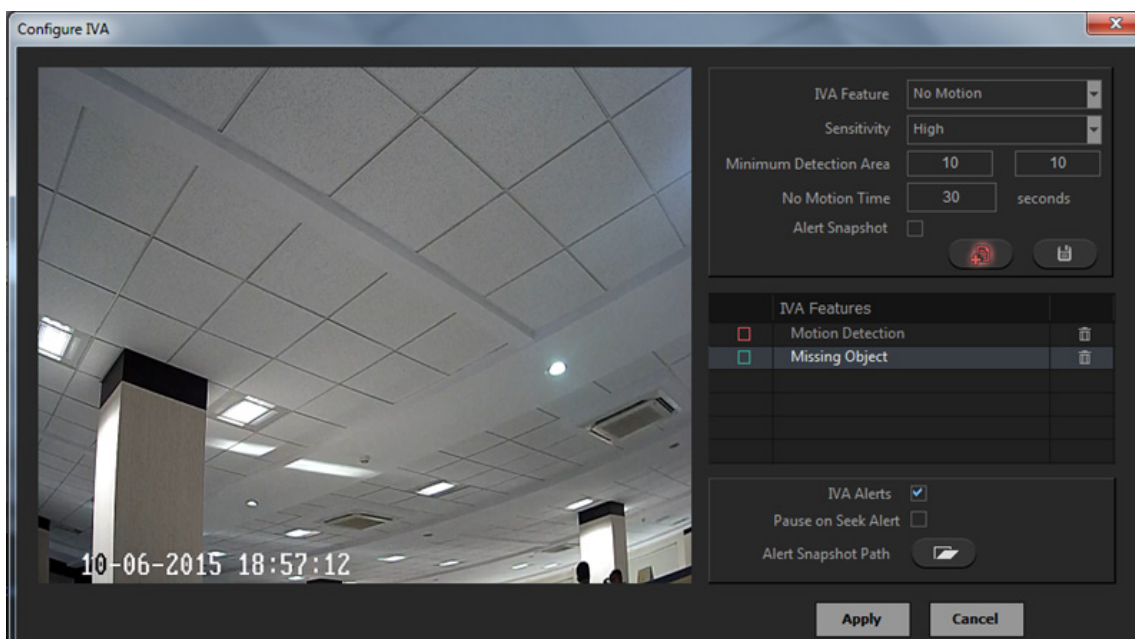 Configure IVA
IVA Feature No Motion
Sensitivity High
Minimum Detection Area 10 10
No Motion Time 30 seconds
Alert Snapshot
IVA Features
Motion Detection
Missing Object
IVA Alerts
Pause on Seek Alert
Alert Snapshot Path
10-06-2015 18:57:12
Apply Cancel